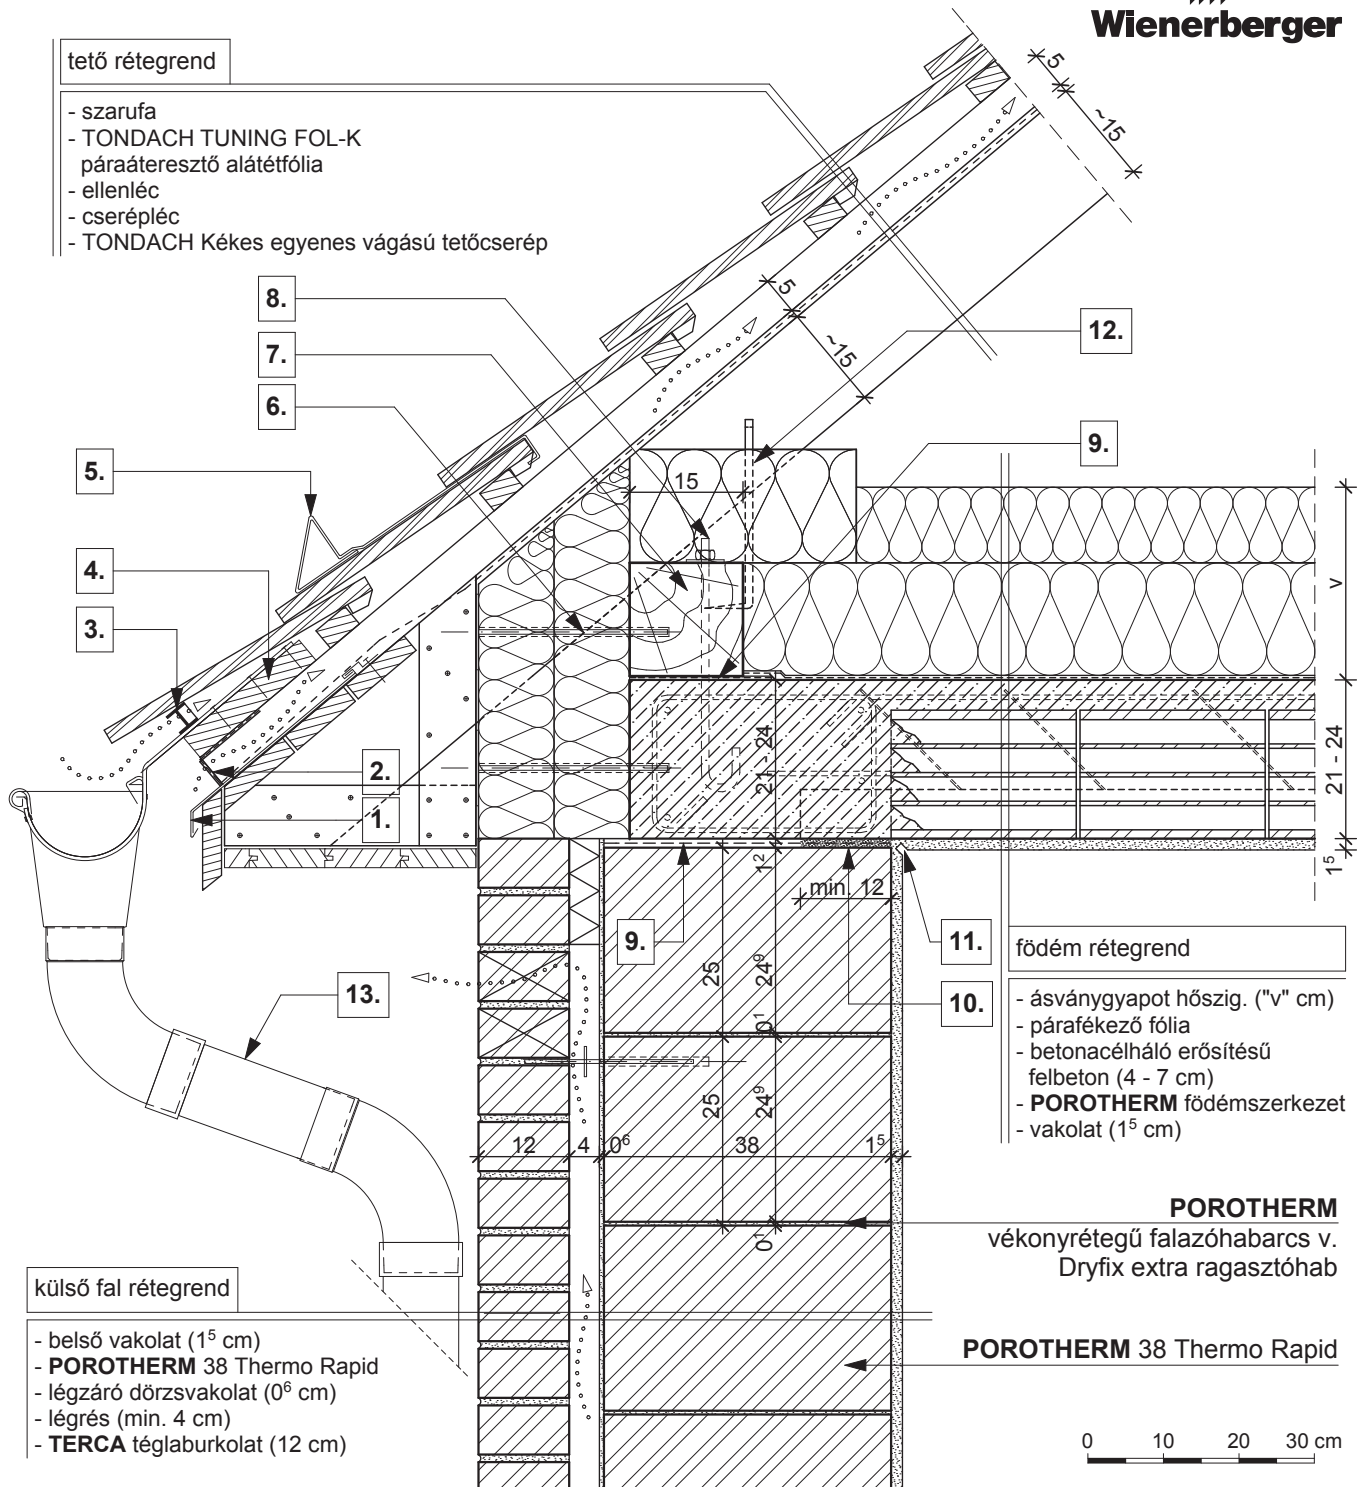 Wienerberger
tető rétegrend
- szarufa
- TONDACH TUNING FOL-K
páraáteresztő alátétfólia
- ellenléc
- cserépléc
- TONDACH Kékes egyenes vágású tetőcserép
5
~15
8.
7.
6.
5
~15
12.
5.
9.
15
4.
3.
v
2.
1.
21 - 24
21 - 24
1²
1⁵
min. 12
9.
11.
10.
13.
25
24⁹
0¹
25
24⁹
0¹
12
4
0⁶
38
1⁵
födém rétegrend
- ásványgyapot hőszig. ("v" cm)
- párafékező fólia
- betonacélháló erősítésű
felbeton (4 - 7 cm)
- POROTHERM födémszerkezet
- vakolat (1⁵ cm)
POROTHERM
vékonyrétegű falazóhabarcs v.
Dryfix extra ragasztóhab
POROTHERM 38 Thermo Rapid
külső fal rétegrend
- belső vakolat (1⁵ cm)
- POROTHERM 38 Thermo Rapid
- légzáró dörzsvakolat (0⁶ cm)
- légrés (min. 4 cm)
- TERCA téglaburkolat (12 cm)
0 10 20 30 cm